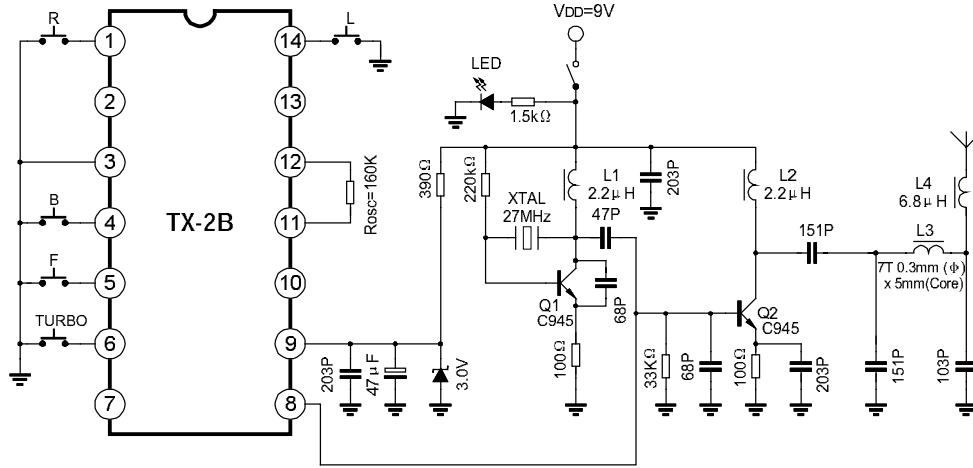 VDD=9V
R
L
1
14
LED
1.5kΩ
2
13
3
12
ROSC=160K
390Ω
220kΩ
XTAL
27MHz
L1
2.2μH
47P
203P
L2
2.2μH
L4
6.8μH
B
4
TX-2B
11
151P
L3
7T 0.3mm (Φ)
x 5mm(Core)
F
5
10
Q1
C945
68P
Q2
C945
TURBO
6
9
203P
47μF
3.0V
100Ω
33KΩ
68P
100Ω
203P
151P
103P
7
8